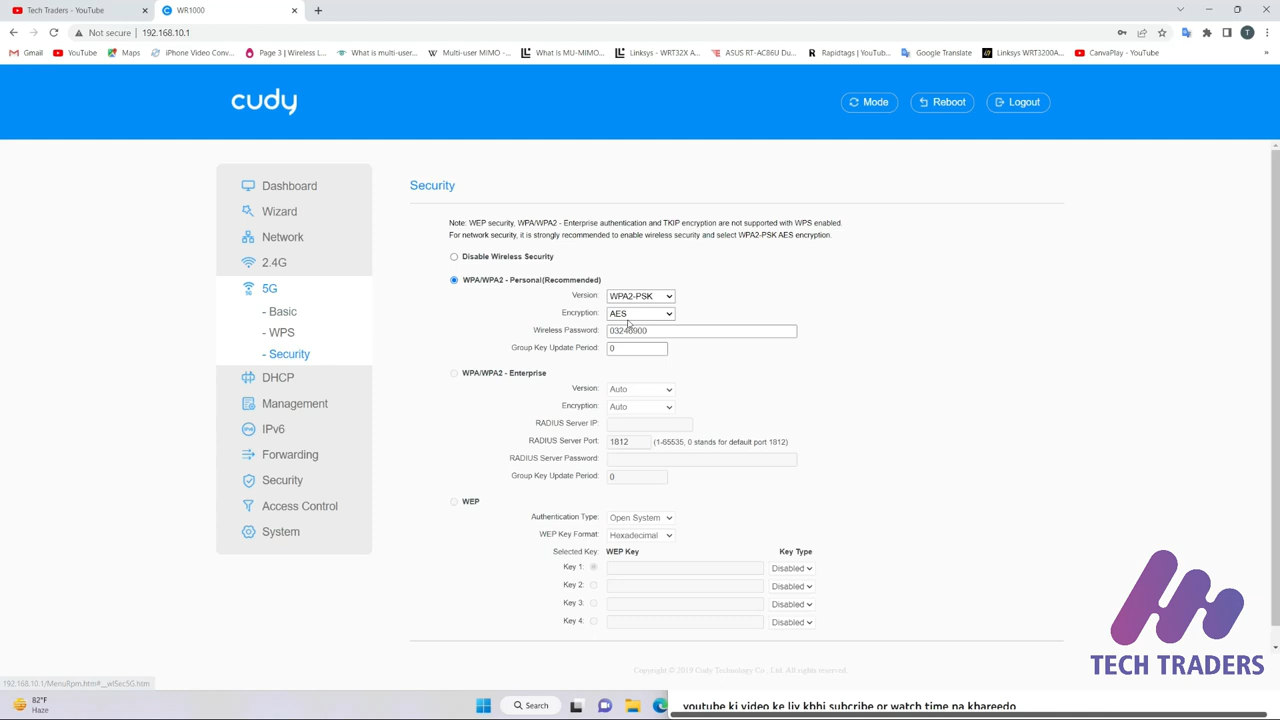 Tech Traders - YouTube
WR1000
Not secure
192.168.10.1
T
Gmail
YouTube
Maps
iPhone Video Conv...
Page 3 | Wireless L...
What is multi-user...
Multi-user MIMO -...
What is MU-MIMO...
Linksys - WRT32X A...
ASUS RT-AC86U Du...
Rapidtags | YouTub...
Google Translate
Linksys WRT3200A...
CanvaPlay - YouTube
cudy
Mode
Reboot
Logout
Dashboard
Wizard
Network
2.4G
5G
- Basic
- WPS
- Security
DHCP
Management
IPv6
Forwarding
Security
Access Control
System
Security
Note: WEP security, WPA/WPA2 - Enterprise authentication and TKIP encryption are not supported with WPS enabled.
For network security, it is strongly recommended to enable wireless security and select WPA2-PSK AES encryption.
Disable Wireless Security
WPA/WPA2 - Personal(Recommended)
Version: WPA2-PSK
Encryption: AES
Wireless Password: 03246900
Group Key Update Period: 0
WPA/WPA2 - Enterprise
Version: Auto
Encryption: Auto
RADIUS Server IP:
RADIUS Server Port: 1812 (1-65535, 0 stands for default port 1812)
RADIUS Server Password:
Group Key Update Period: 0
WEP
Authentication Type: Open System
WEP Key Format: Hexadecimal
Selected Key: WEP Key Key Type
Key 1: Disabled
Key 2: Disabled
Key 3: Disabled
Key 4: Disabled
Copyright © 2019 Cudy Technology Co., Ltd. All rights reserve.
TECH TRADERS
192.168.10.1/MenuRpm.htm#__wlSec5G.htm
82°F
Haze
Search
youtube ki video ke liy kbhi subcribe or watch time na khareedo